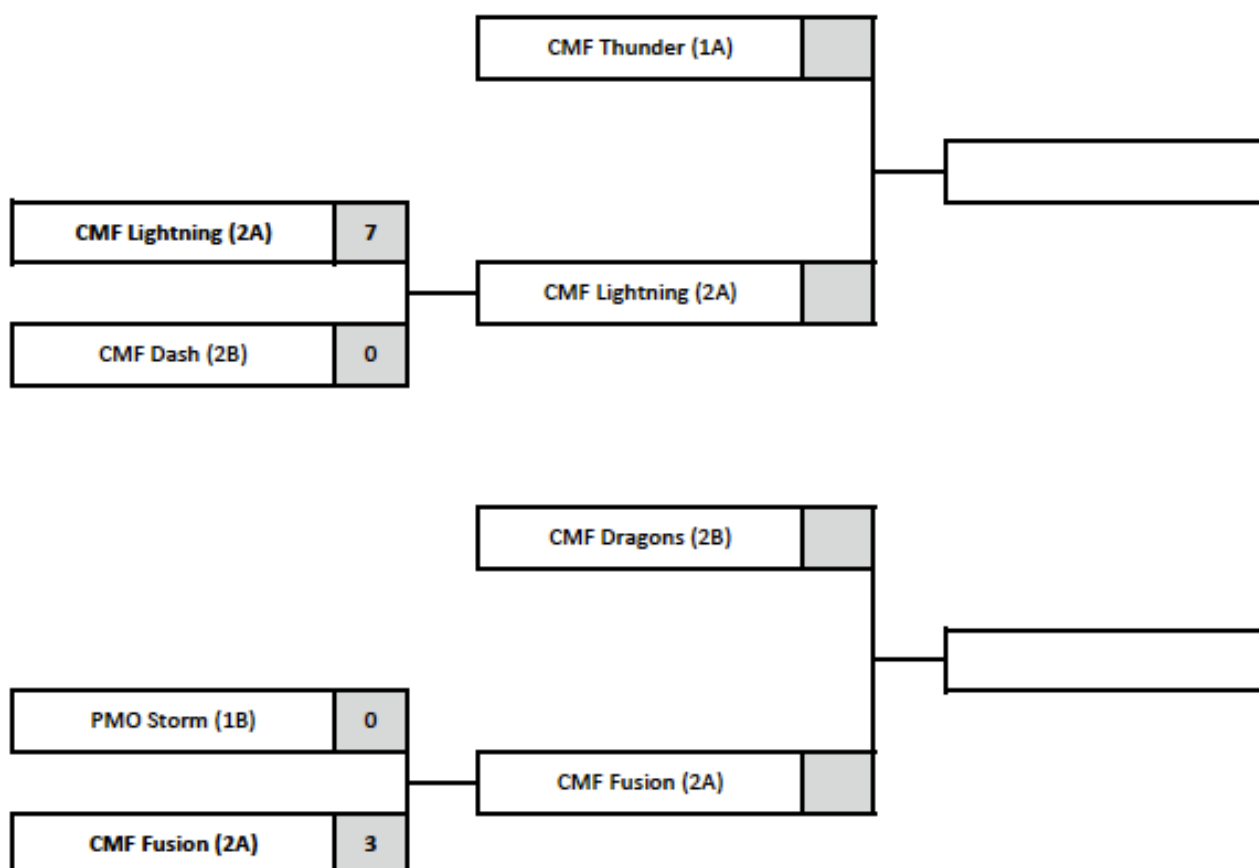 CMF Thunder (1A)
CMF Lightning (2A) 7
CMF Lightning (2A)
CMF Dash (2B) 0
CMF Dragons (2B)
PMO Storm (1B) 0
CMF Fusion (2A)
CMF Fusion (2A) 3